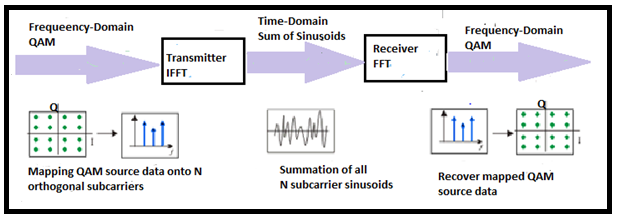 Frequeency-Domain
QAM
Transmitter
IFFT
Time-Domain
Sum of Sinusoids
Receiver
FFT
Frequency-Domain
QAM
Q
I
f
Mapping QAM source data onto N
orthogonal subcarriers
Summation of all
N subcarrier sinusoids
f
Q
I
Recover mapped QAM
source data